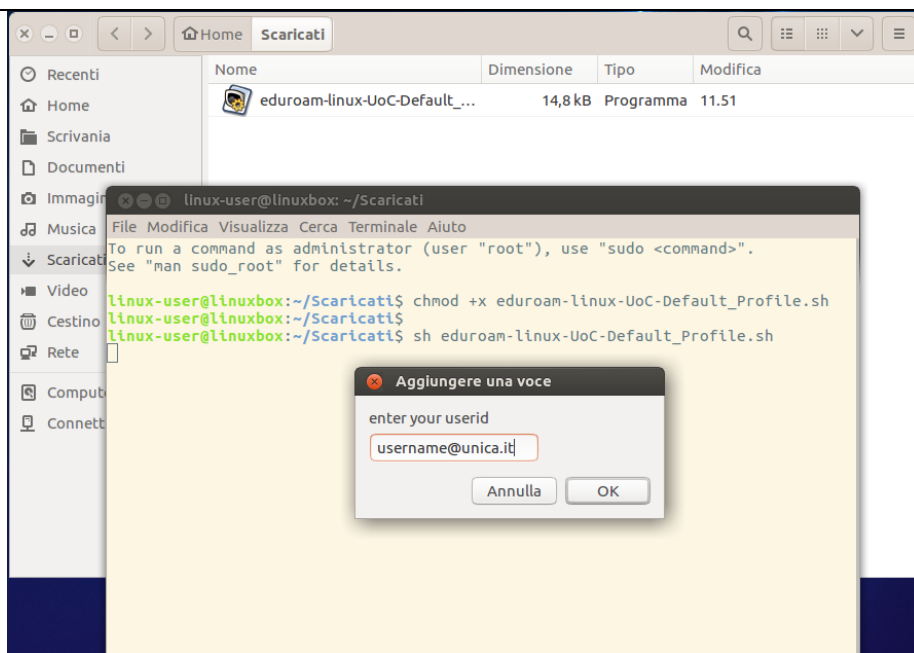 Home Scaricati
Nome Dimensione Tipo Modifica
Recenti
eduroam-linux-UoC-Default_... 14,8 kB Programma 11.51
Home
Scrivania
Documenti
Immagin
linux-user@linuxbox: ~/Scaricati
Musica
File Modifica Visualizza Cerca Terminale Aiuto
Scaricati
To run a command as administrator (user "root"), use "sudo <command>".
See "man sudo_root" for details.
Video
linux-user@linuxbox:~/Scaricati$ chmod +x eduroam-linux-UoC-Default_Profile.sh
Cestino
linux-user@linuxbox:~/Scaricati$
linux-user@linuxbox:~/Scaricati$ sh eduroam-linux-UoC-Default_Profile.sh
Rete
Aggiungere una voce
Comput
enter your userid
Connett
username@unica.it
Annulla OK